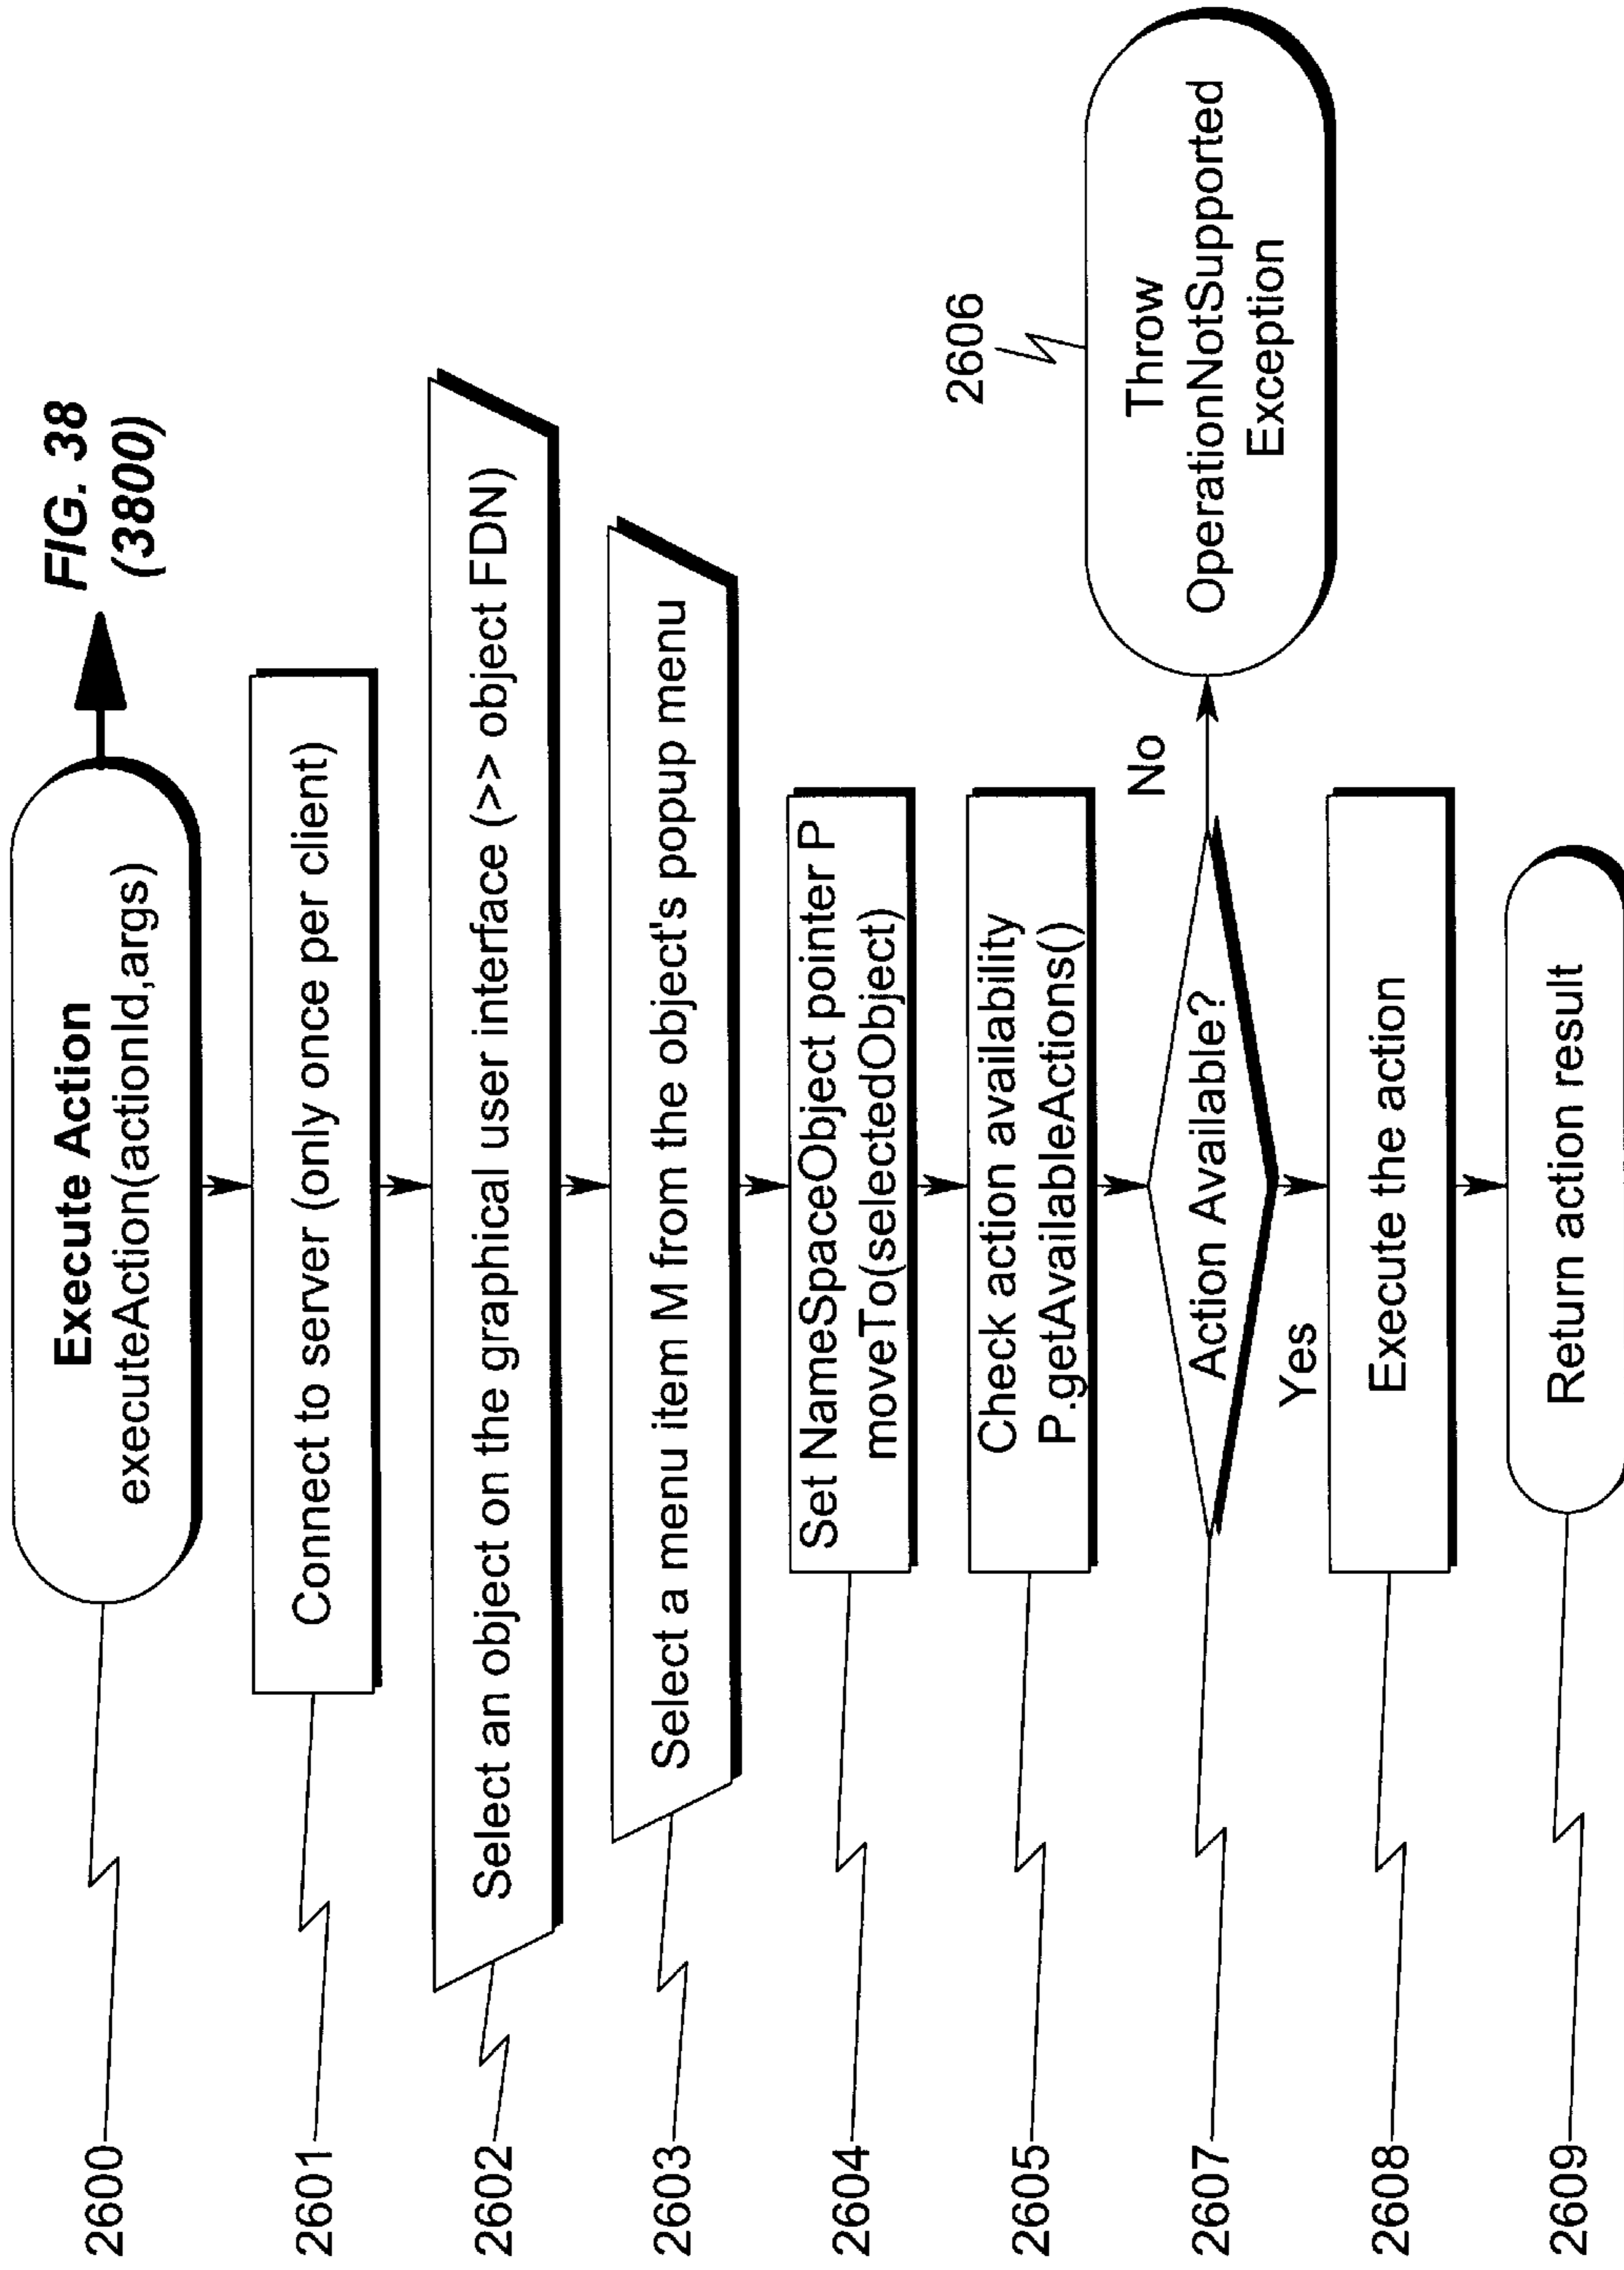 FIG. 38
(3800)
2600
Execute Action
executeAction(actionId,args)
2601
Connect to server (only once per client)
2602
Select an object on the graphical user interface (>> object FDN)
2603
Select a menu item M from the object's popup menu
2604
Set NameSpaceObject pointer P
moveTo(selectedObject)
2605
Check action availability
P.getAvailableActions()
2607
Action Available?
No
2606
Throw
OperationNotSupported
Exception
Yes
2608
Execute the action
2609
Return action result